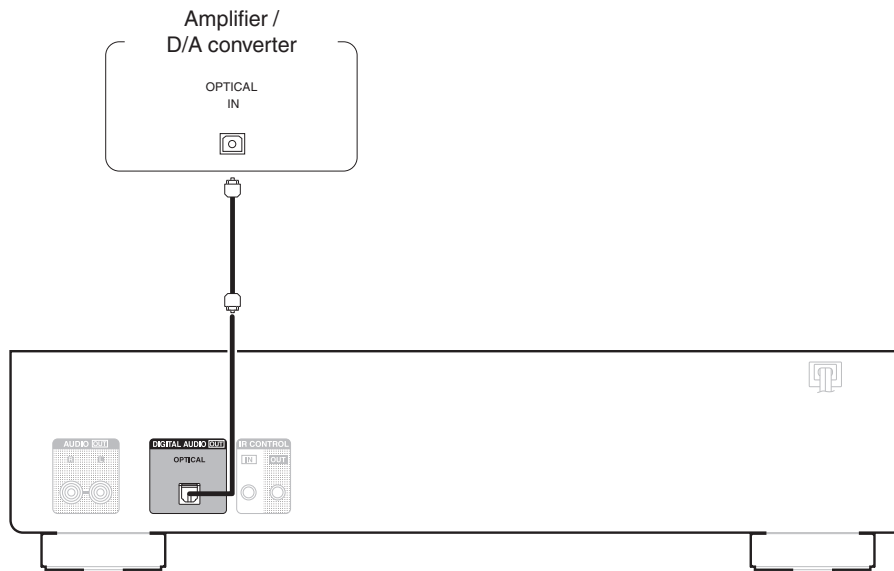 Amplifier /
D/A converter
OPTICAL
IN
AUDIO OUT
DIGITAL AUDIO OUT
IR CONTROL
OPTICAL
IN
OUT